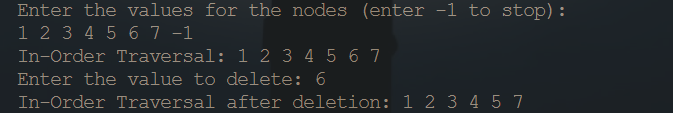 Enter the values for the nodes (enter -1 to stop):
1 2 3 4 5 6 7 -1
In-Order Traversal: 1 2 3 4 5 6 7
Enter the value to delete: 6
In-Order Traversal after deletion: 1 2 3 4 5 7